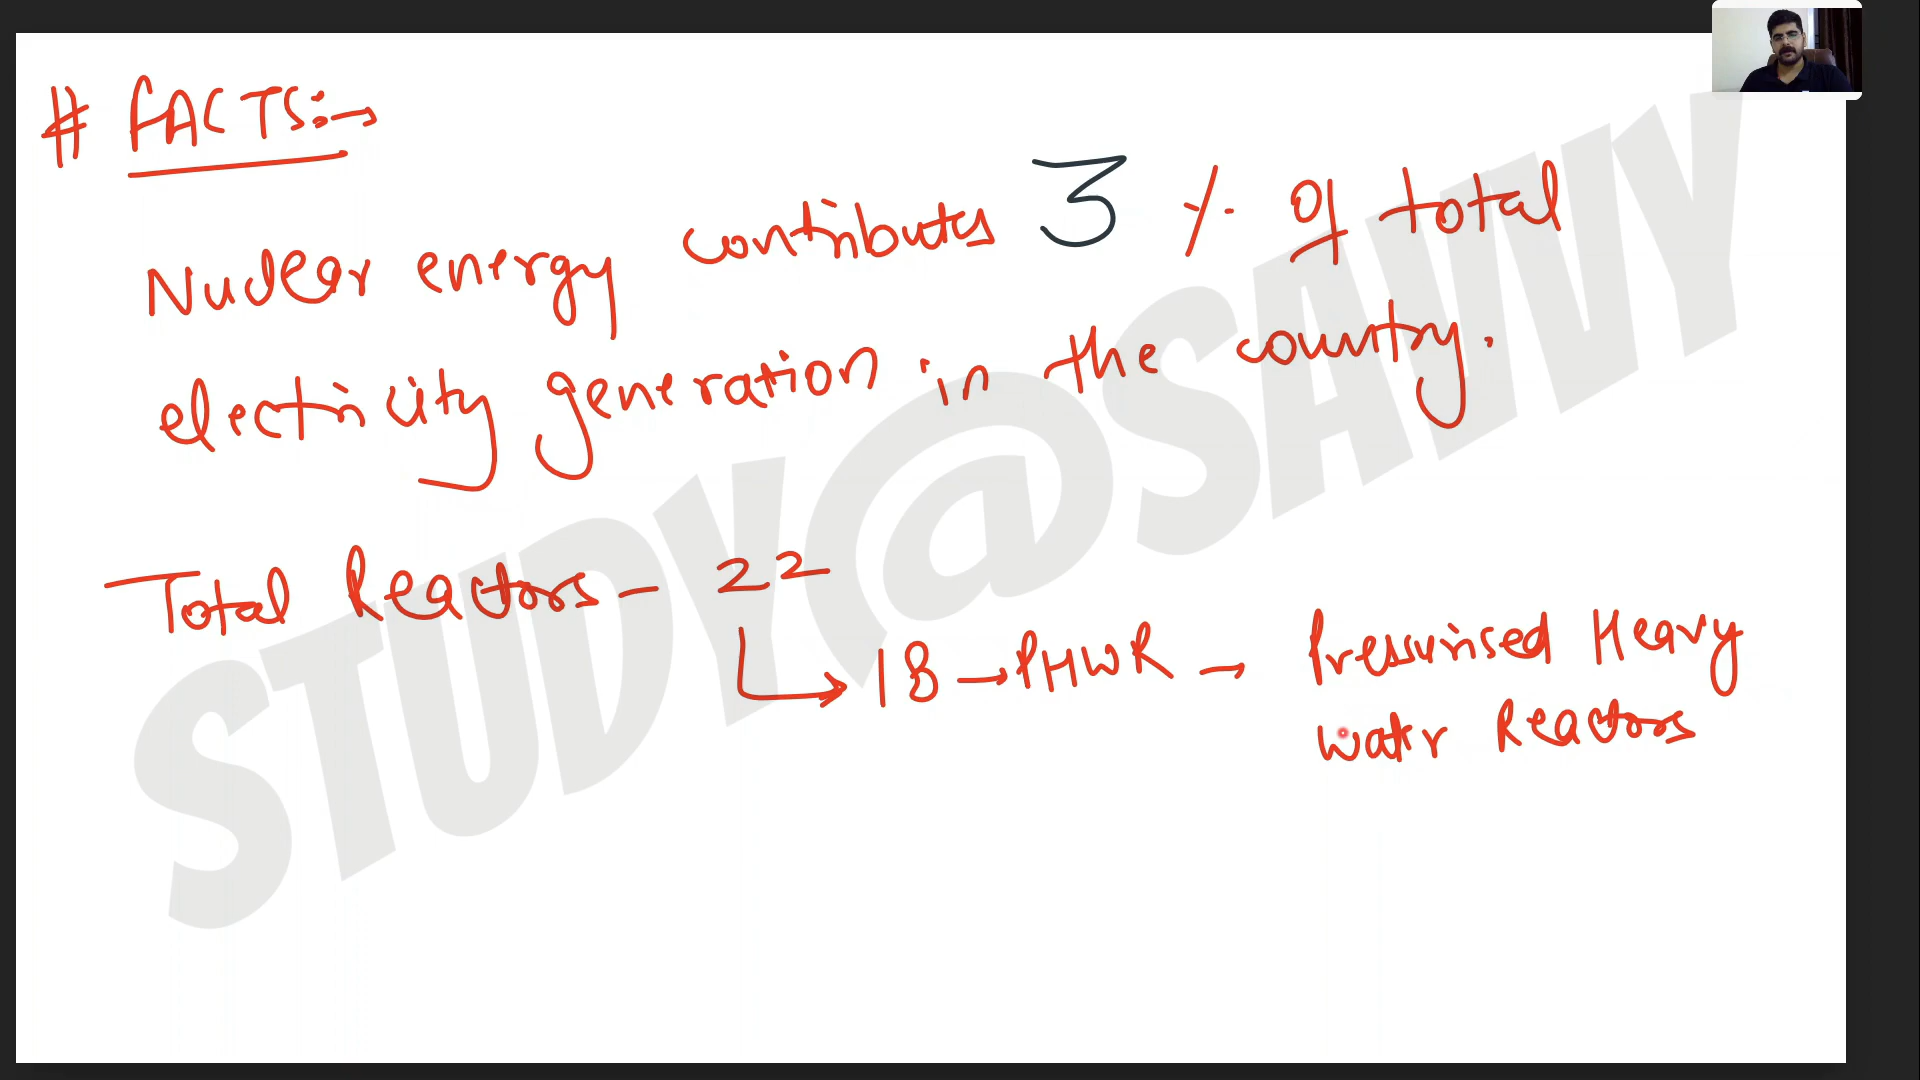 # FACTS:→
Nuclear energy contributes 3 % of total
electricity generation in the country.
Total Reactors - 22
↳ 18 → PHWR → Pressurised Heavy
Water Reactors
STUDY@SAVVY